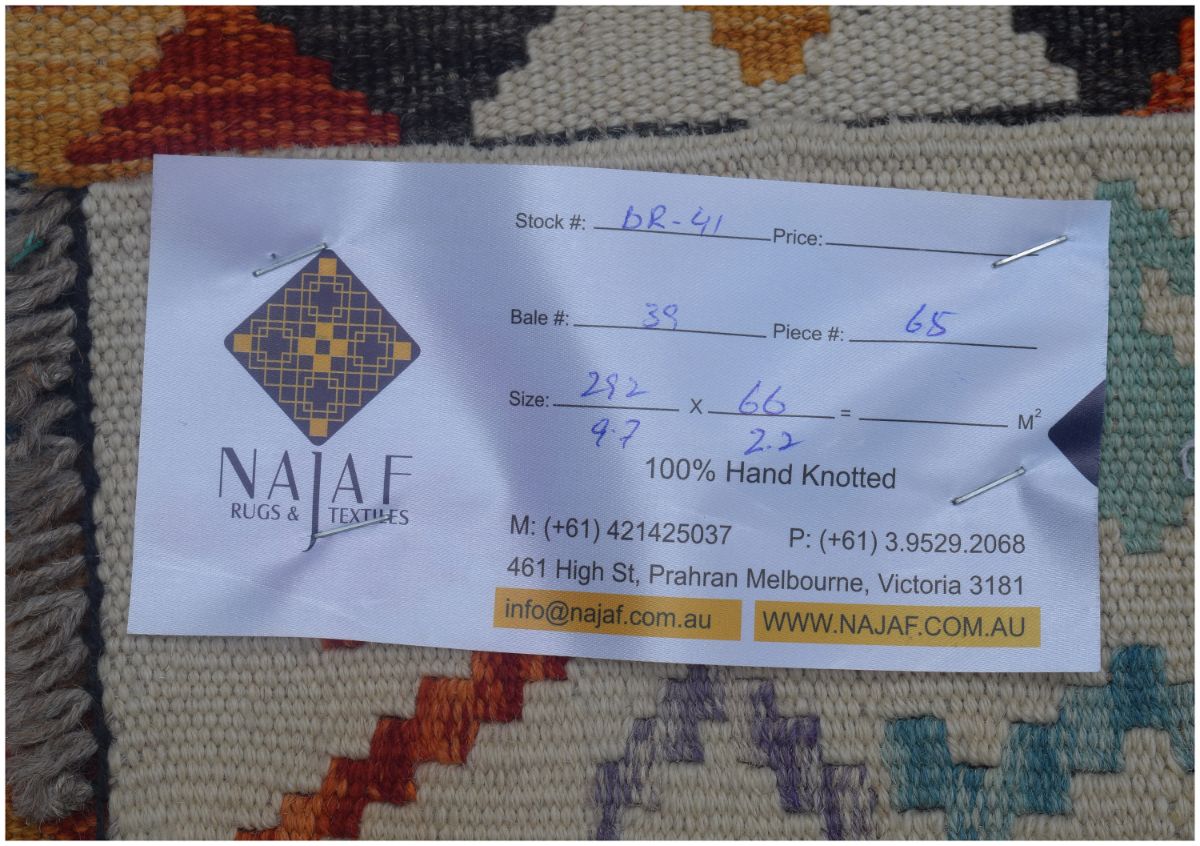 NAJAF
RUGS & TEXTILES
Stock #: DR-41 Price:
Bale #: 39 Piece #: 65
Size: 292 X 66 = M²
9.7 2.2
100% Hand Knotted
M: (+61) 421425037 P: (+61) 3.9529.2068
461 High St, Prahran Melbourne, Victoria 3181
info@najaf.com.au WWW.NAJAF.COM.AU